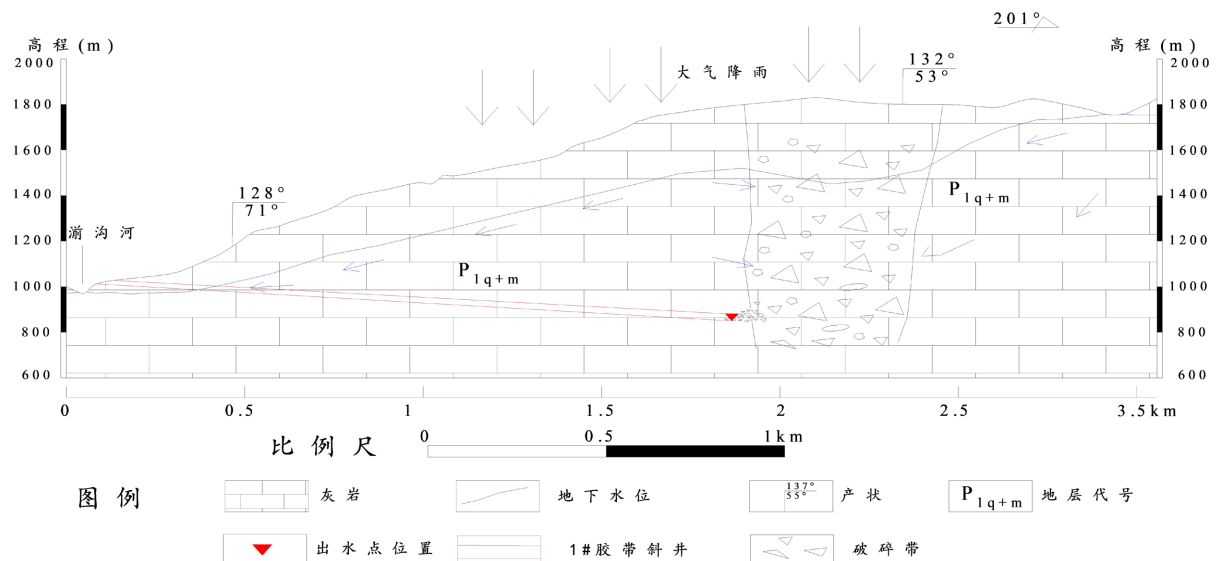 201°
高程(m)
高程(m)
2000
2000
大气降雨
132°
53°
1800
1800
1600
1600
1400
1400
128°
71°
P1q+m
湔沟河
1200
1200
P1q+m
1000
1000
800
800
600
600
0
0.5
1
1.5
2
2.5
3.5km
比例尺
0
0.5
1km
图例
灰岩
地下水位
137°
55°
产状
P1q+m
地层代号
出水点位置
1#胶带斜井
破碎带